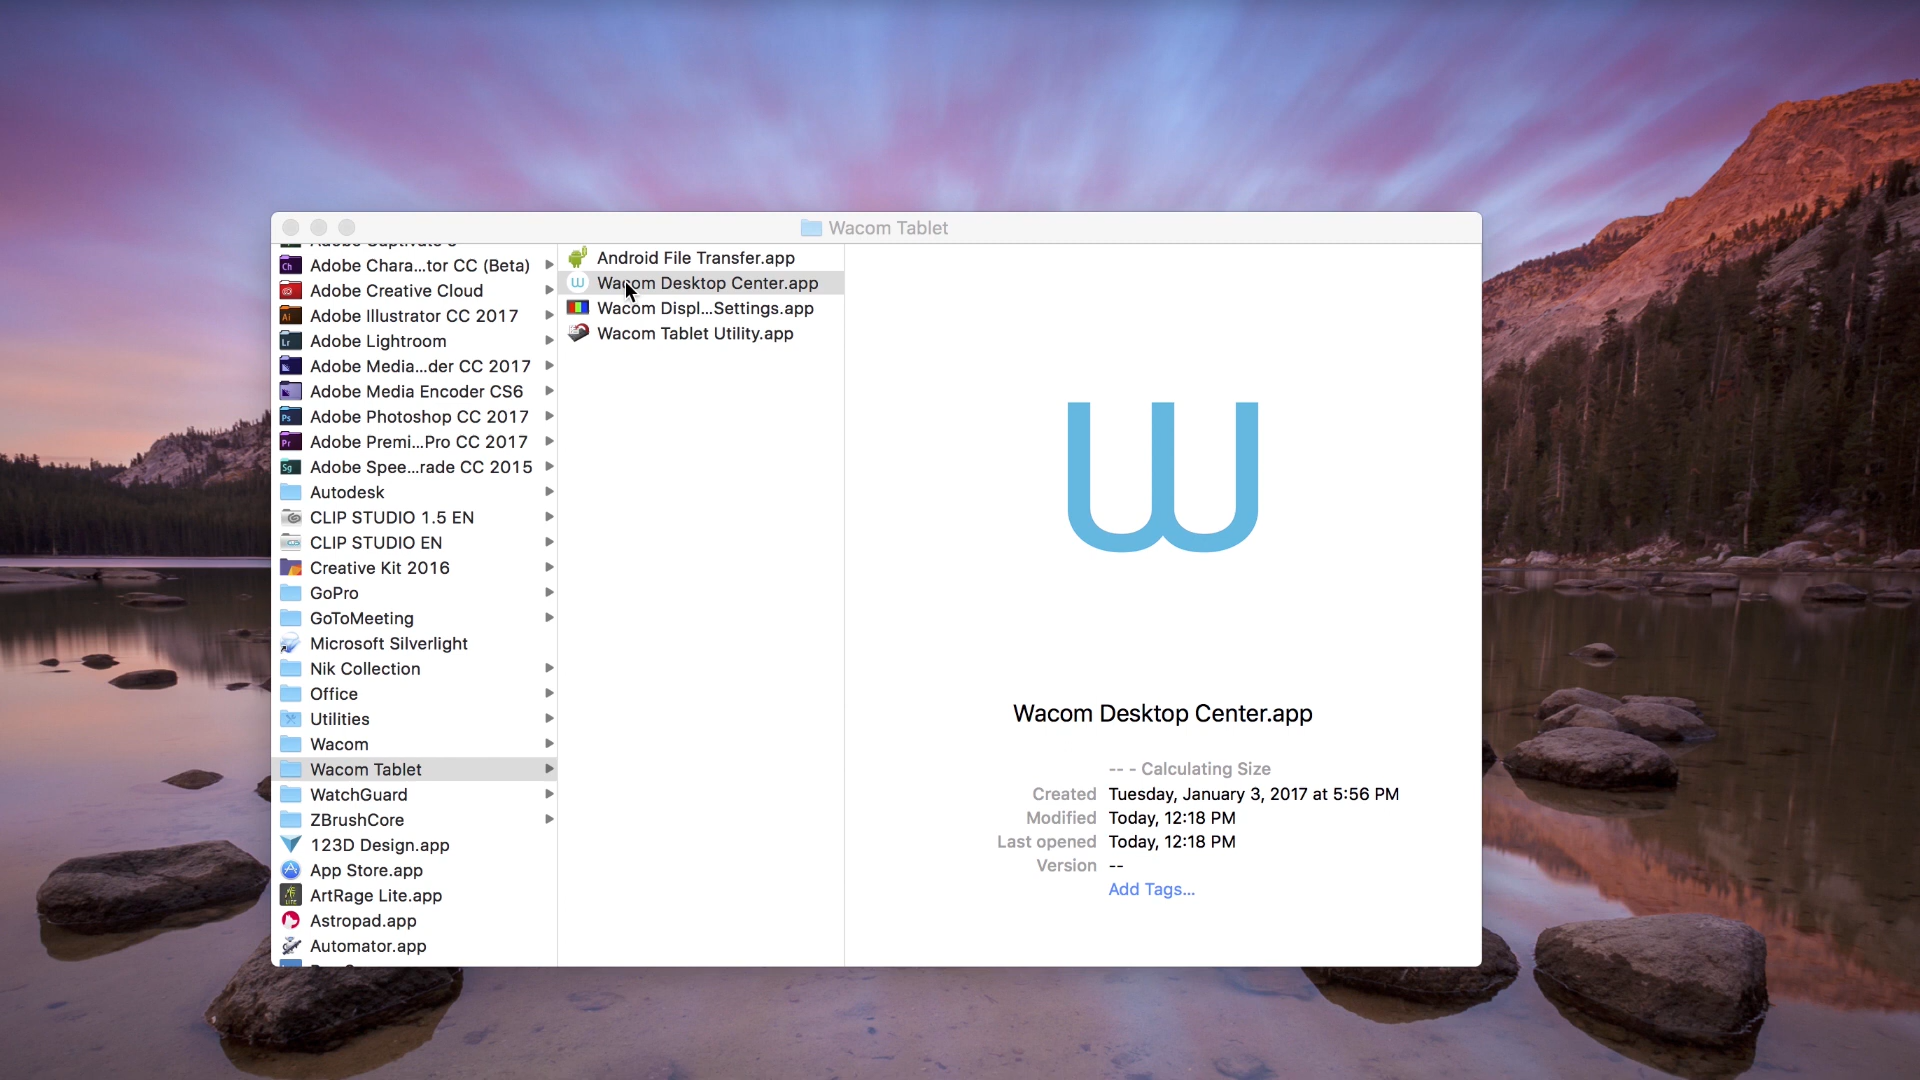 Wacom Tablet
Adobe Chara...tor CC (Beta)
Adobe Creative Cloud
Adobe Illustrator CC 2017
Adobe Lightroom
Adobe Media...der CC 2017
Adobe Media Encoder CS6
Adobe Photoshop CC 2017
Adobe Premi...Pro CC 2017
Adobe Spee...rade CC 2015
Autodesk
CLIP STUDIO 1.5 EN
CLIP STUDIO EN
Creative Kit 2016
GoPro
GoToMeeting
Microsoft Silverlight
Nik Collection
Office
Utilities
Wacom
Wacom Tablet
WatchGuard
ZBrushCore
123D Design.app
App Store.app
ArtRage Lite.app
Astropad.app
Automator.app
Android File Transfer.app
Wacom Desktop Center.app
Wacom Displ...Settings.app
Wacom Tablet Utility.app
Wacom Desktop Center.app
-- - Calculating Size
Created Tuesday, January 3, 2017 at 5:56 PM
Modified Today, 12:18 PM
Last opened Today, 12:18 PM
Version --
Add Tags...